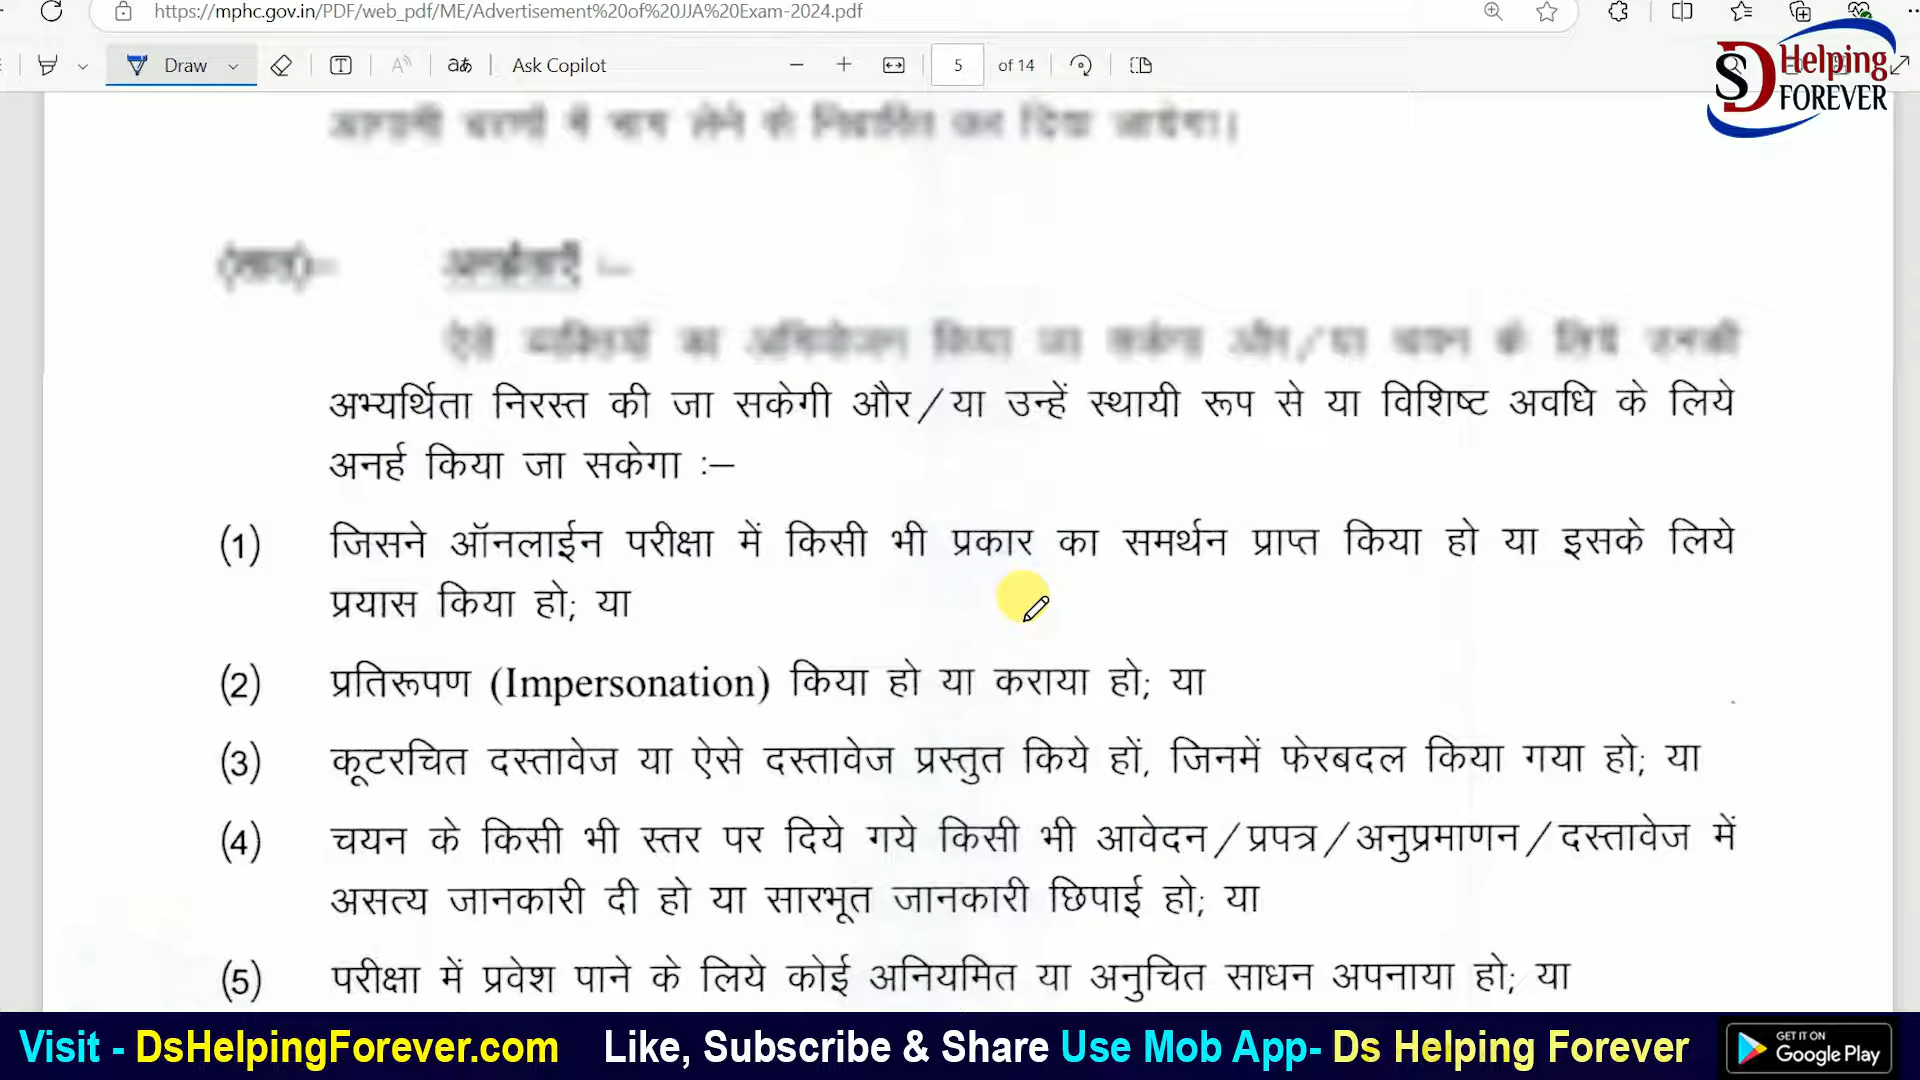 https://mphc.gov.in/PDF/web_pdf/ME/Advertisement%20of%20JJA%20Exam-2024.pdf
Draw
aあ
Ask Copilot
5 of 14
SD Helping
FOREVER
अभ्यर्थिता निरस्त की जा सकेगी और/या उन्हें स्थायी रूप से या विशिष्ट अवधि के लिये
अनर्ह किया जा सकेगा :–
(1) जिसने ऑनलाईन परीक्षा में किसी भी प्रकार का समर्थन प्राप्त किया हो या इसके लिये
प्रयास किया हो; या
(2) प्रतिरूपण (Impersonation) किया हो या कराया हो; या
(3) कूटरचित दस्तावेज या ऐसे दस्तावेज प्रस्तुत किये हों, जिनमें फेरबदल किया गया हो; या
(4) चयन के किसी भी स्तर पर दिये गये किसी भी आवेदन/प्रपत्र/अनुप्रमाणन/दस्तावेज में
असत्य जानकारी दी हो या सारभूत जानकारी छिपाई हो; या
(5) परीक्षा में प्रवेश पाने के लिये कोई अनियमित या अनुचित साधन अपनाया हो; या
Visit - DsHelpingForever.com Like, Subscribe & Share Use Mob App- Ds Helping Forever
GET IT ON
Google Play